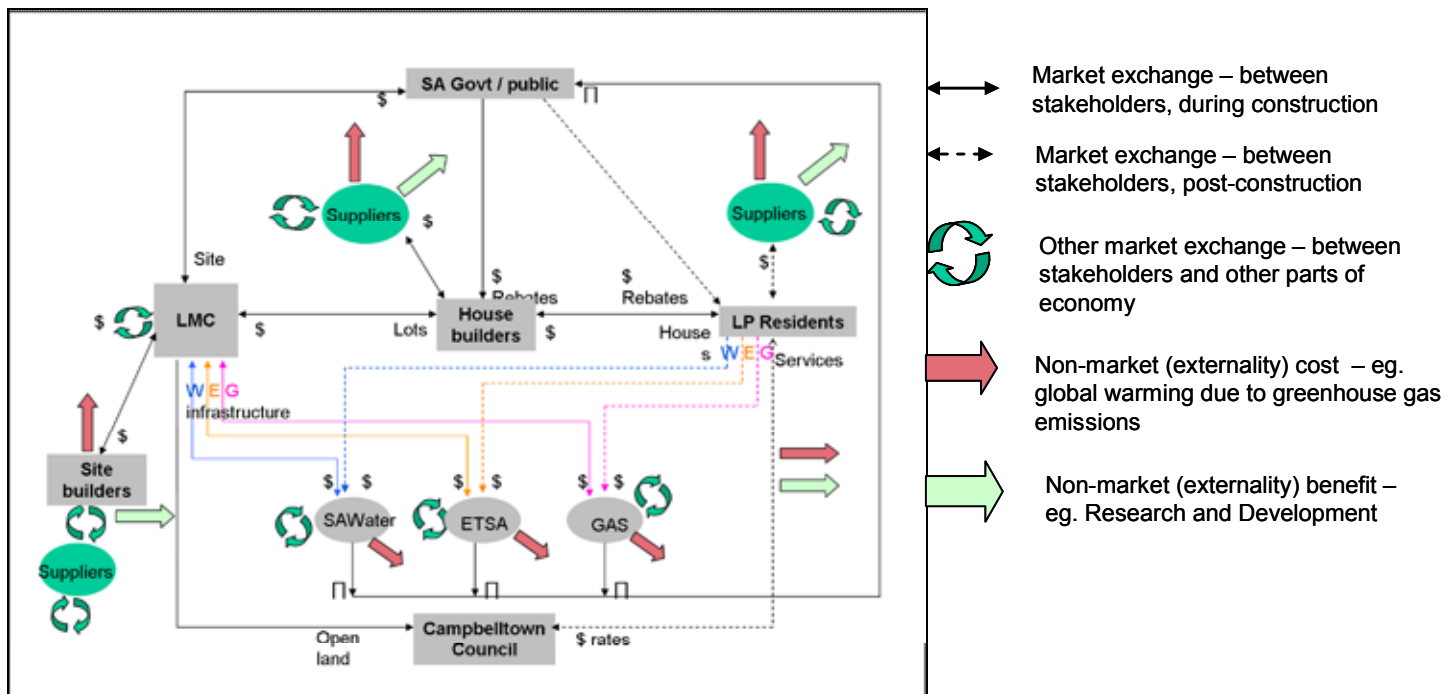 SA Govt / public
$
∏
Suppliers
$
Suppliers
$
Site
$
Rebates
$
Rebates
LMC
$
$
Lots
House
builders
$
House
s
LP Residents
W E G
Services
W E G
infrastructure
$
Site
builders
Suppliers
$ $
$ $
$ $
SAWater
ETSA
GAS
∏
∏
∏
Open
land
Campbelltown
Council
$ rates
Market exchange – between
stakeholders, during construction
Market exchange – between
stakeholders, post-construction
Other market exchange – between
stakeholders and other parts of
economy
Non-market (externality) cost – eg.
global warming due to greenhouse gas
emissions
Non-market (externality) benefit –
eg. Research and Development